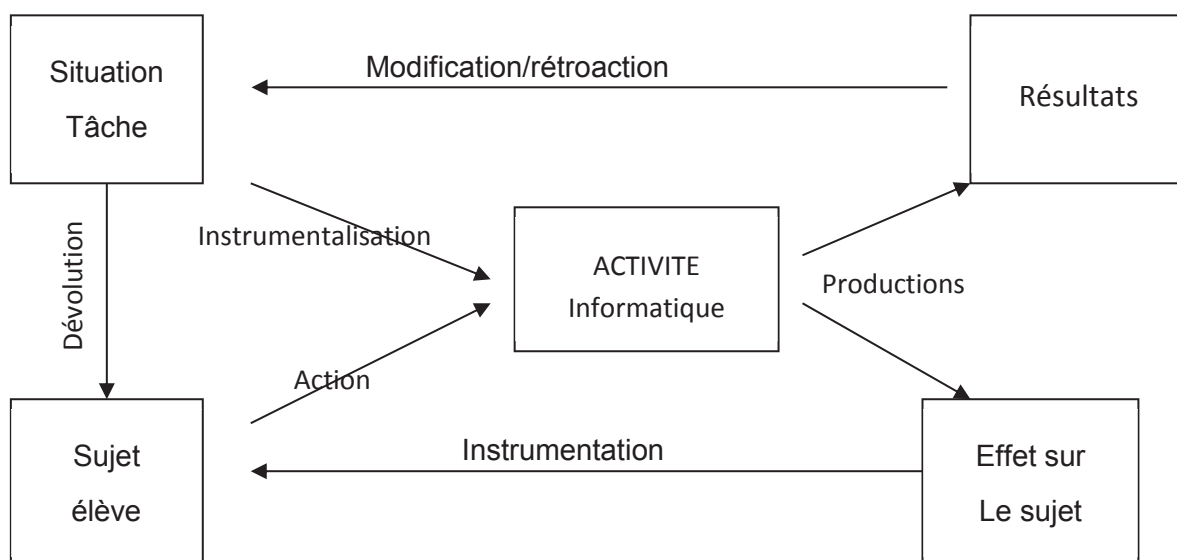 Situation
Tâche
Modification/rétroaction
Résultats
Dévolution
Instrumentalisation
ACTIVITE
Informatique
Productions
Action
Sujet
élève
Instrumentation
Effet sur
Le sujet